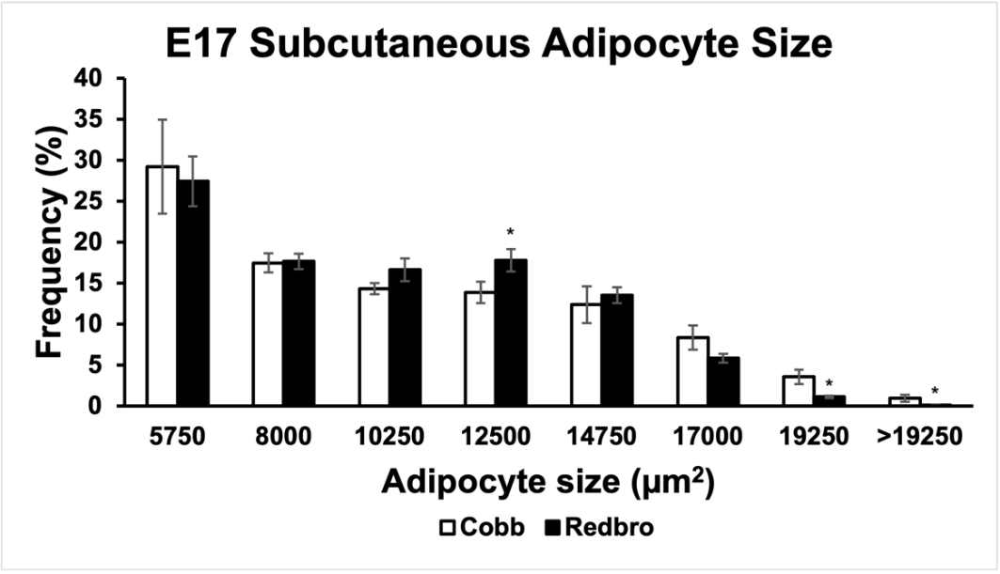 E17 Subcutaneous Adipocyte Size
40
35
30
25
20
15
10
5
0
Frequency (%)
*
*
*
5750 8000 10250 12500 14750 17000 19250 >19250
Adipocyte size (µm²)
Cobb Redbro